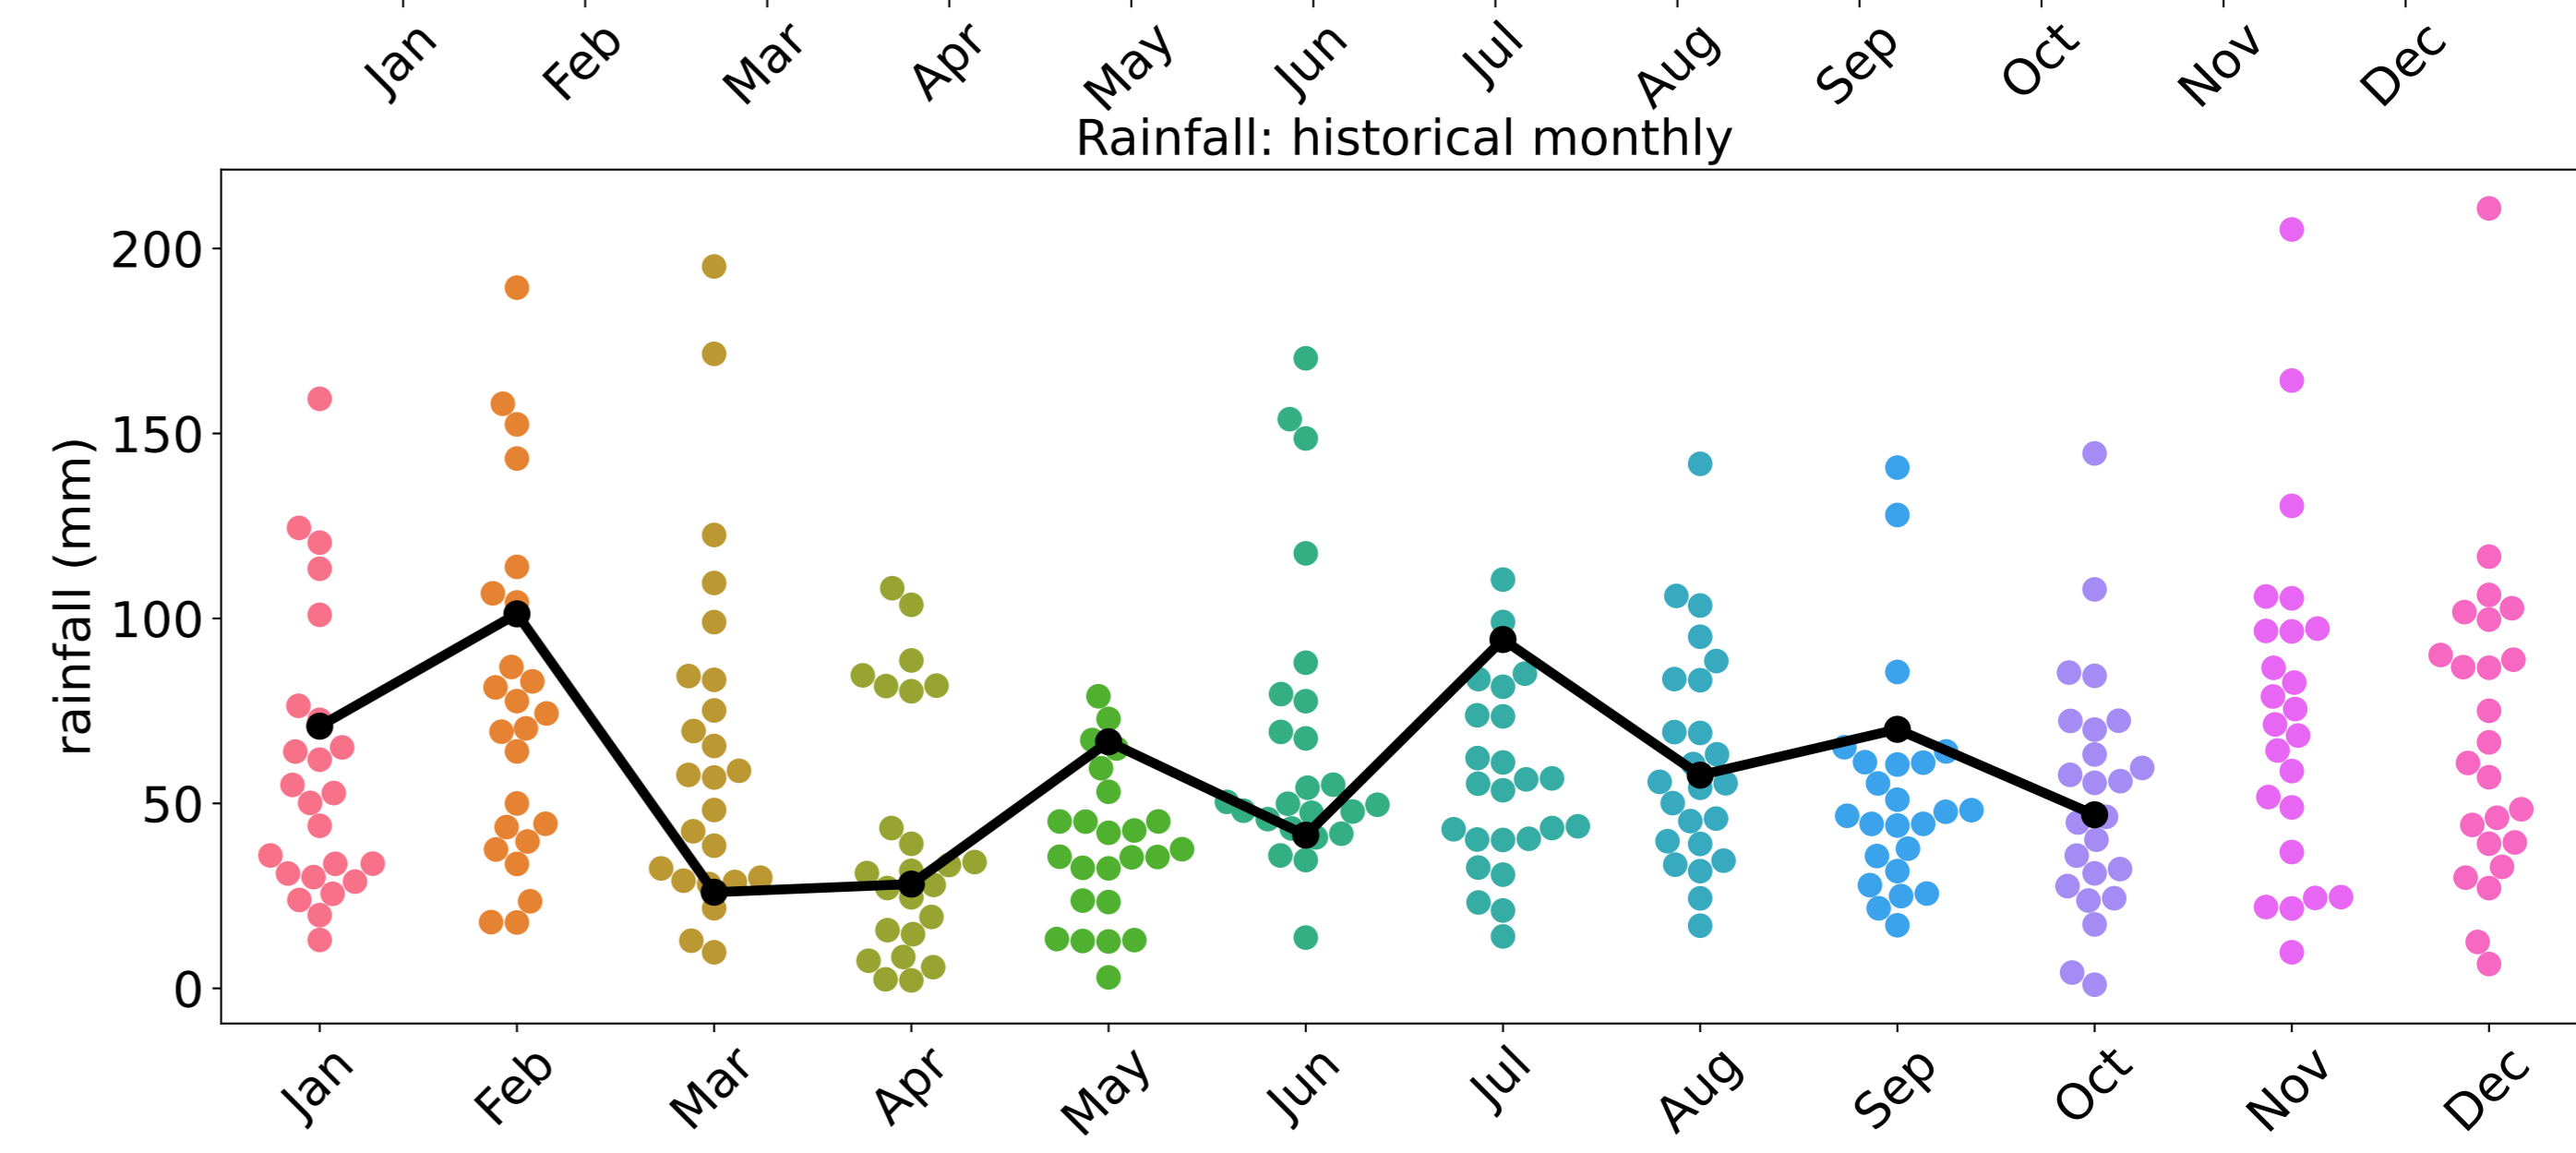 Jan Feb Mar Apr May Jun Jul Aug Sep Oct Nov Dec
Rainfall: historical monthly
rainfall (mm)
200
150
100
50
0
Jan Feb Mar Apr May Jun Jul Aug Sep Oct Nov Dec